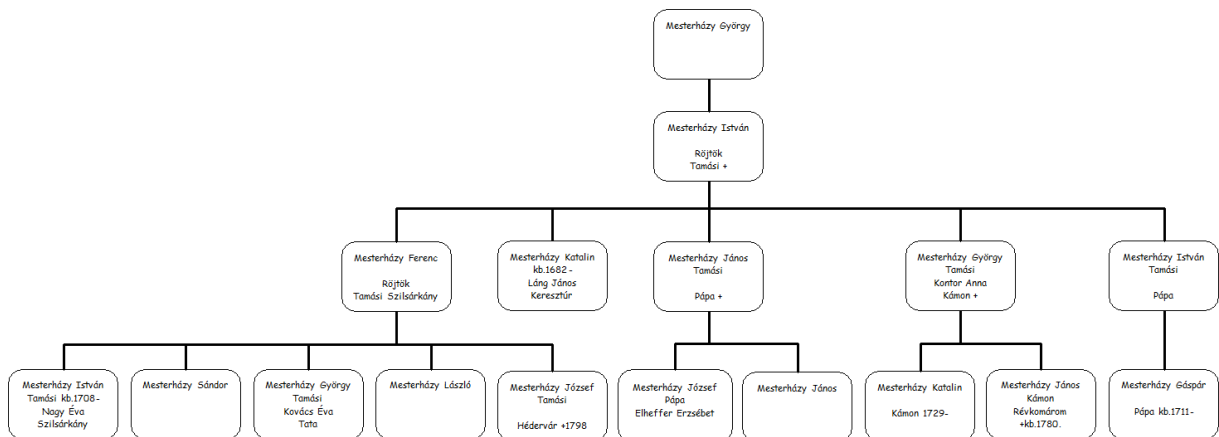 Mesterházy György
Mesterházy István
Röjtök
Tamási +
Mesterházy Ferenc
Röjtök
Tamási Szilsárkány
Mesterházy Katalin
kb.1682 -
Láng János
Keresztúr
Mesterházy János
Tamási
Pápa +
Mesterházy György
Tamási
Kontor Anna
Kámon +
Mesterházy István
Tamási
Pápa
Mesterházy István
Tamási kb.1708-
Nagy Éva
Szilsárkány
Mesterházy Sándor
Mesterházy György
Tamási
Kovács Éva
Tata
Mesterházy László
Mesterházy József
Tamási
Hédervár +1798
Mesterházy József
Pápa
Elheffer Erzsébet
Mesterházy János
Mesterházy Katalin
Kámon 1729-
Mesterházy János
Kámon
Révkomárom
+kb.1780.
Mesterházy Gáspár
Pápa kb.1711-